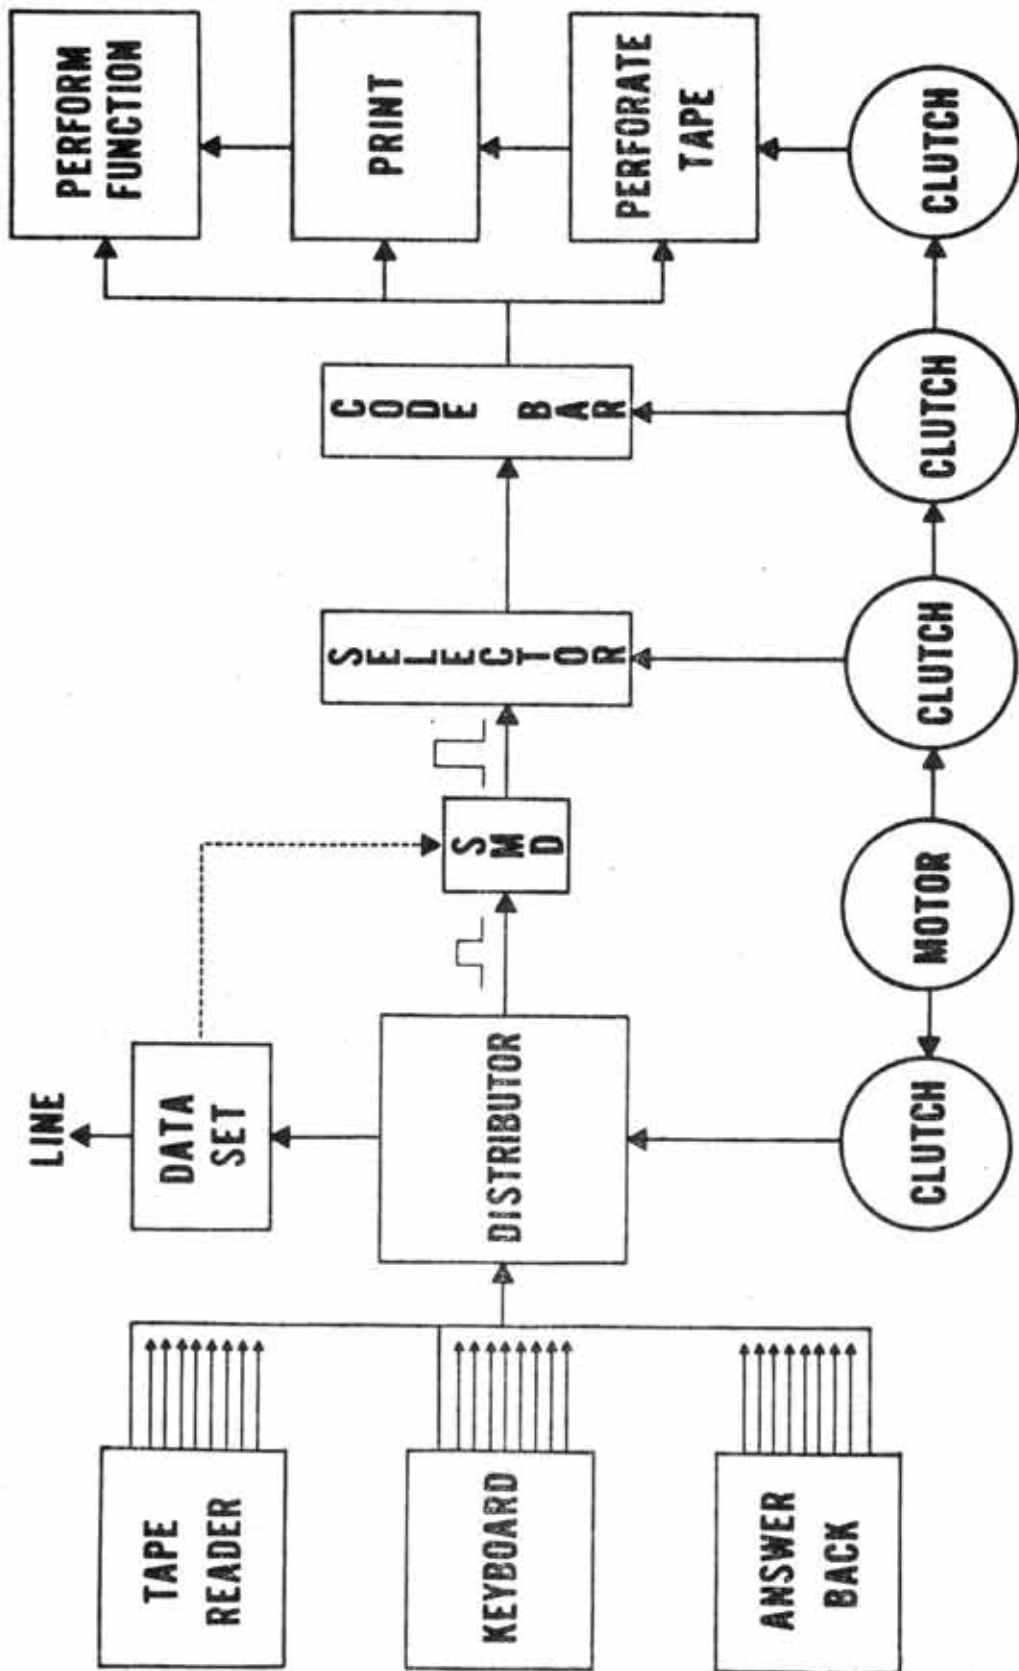 LINE
TAPE
READER
KEYBOARD
ANSWER
BACK
DATA
SET
DISTRIBUTOR
SMD
SELECTOR
CODE BAR
PERFORM
FUNCTION
PRINT
PERFORATE
TAPE
CLUTCH
MOTOR
CLUTCH
CLUTCH
CLUTCH